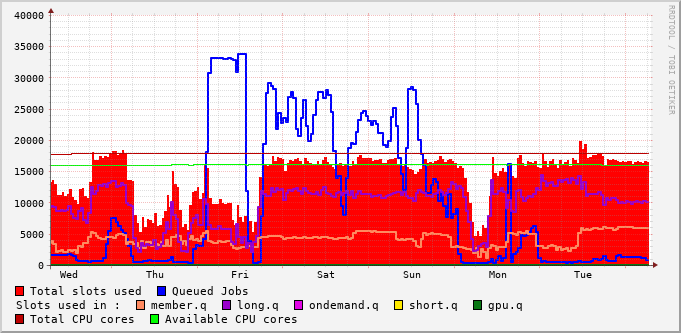 40000
35000
30000
25000
20000
15000
10000
5000
0
Wed Thu Fri Sat Sun Mon Tue
RRDTOOL / TOBI OETIKER
Total slots used Queued Jobs
Slots used in : member.q long.q ondemand.q short.q gpu.q
Total CPU cores Available CPU cores